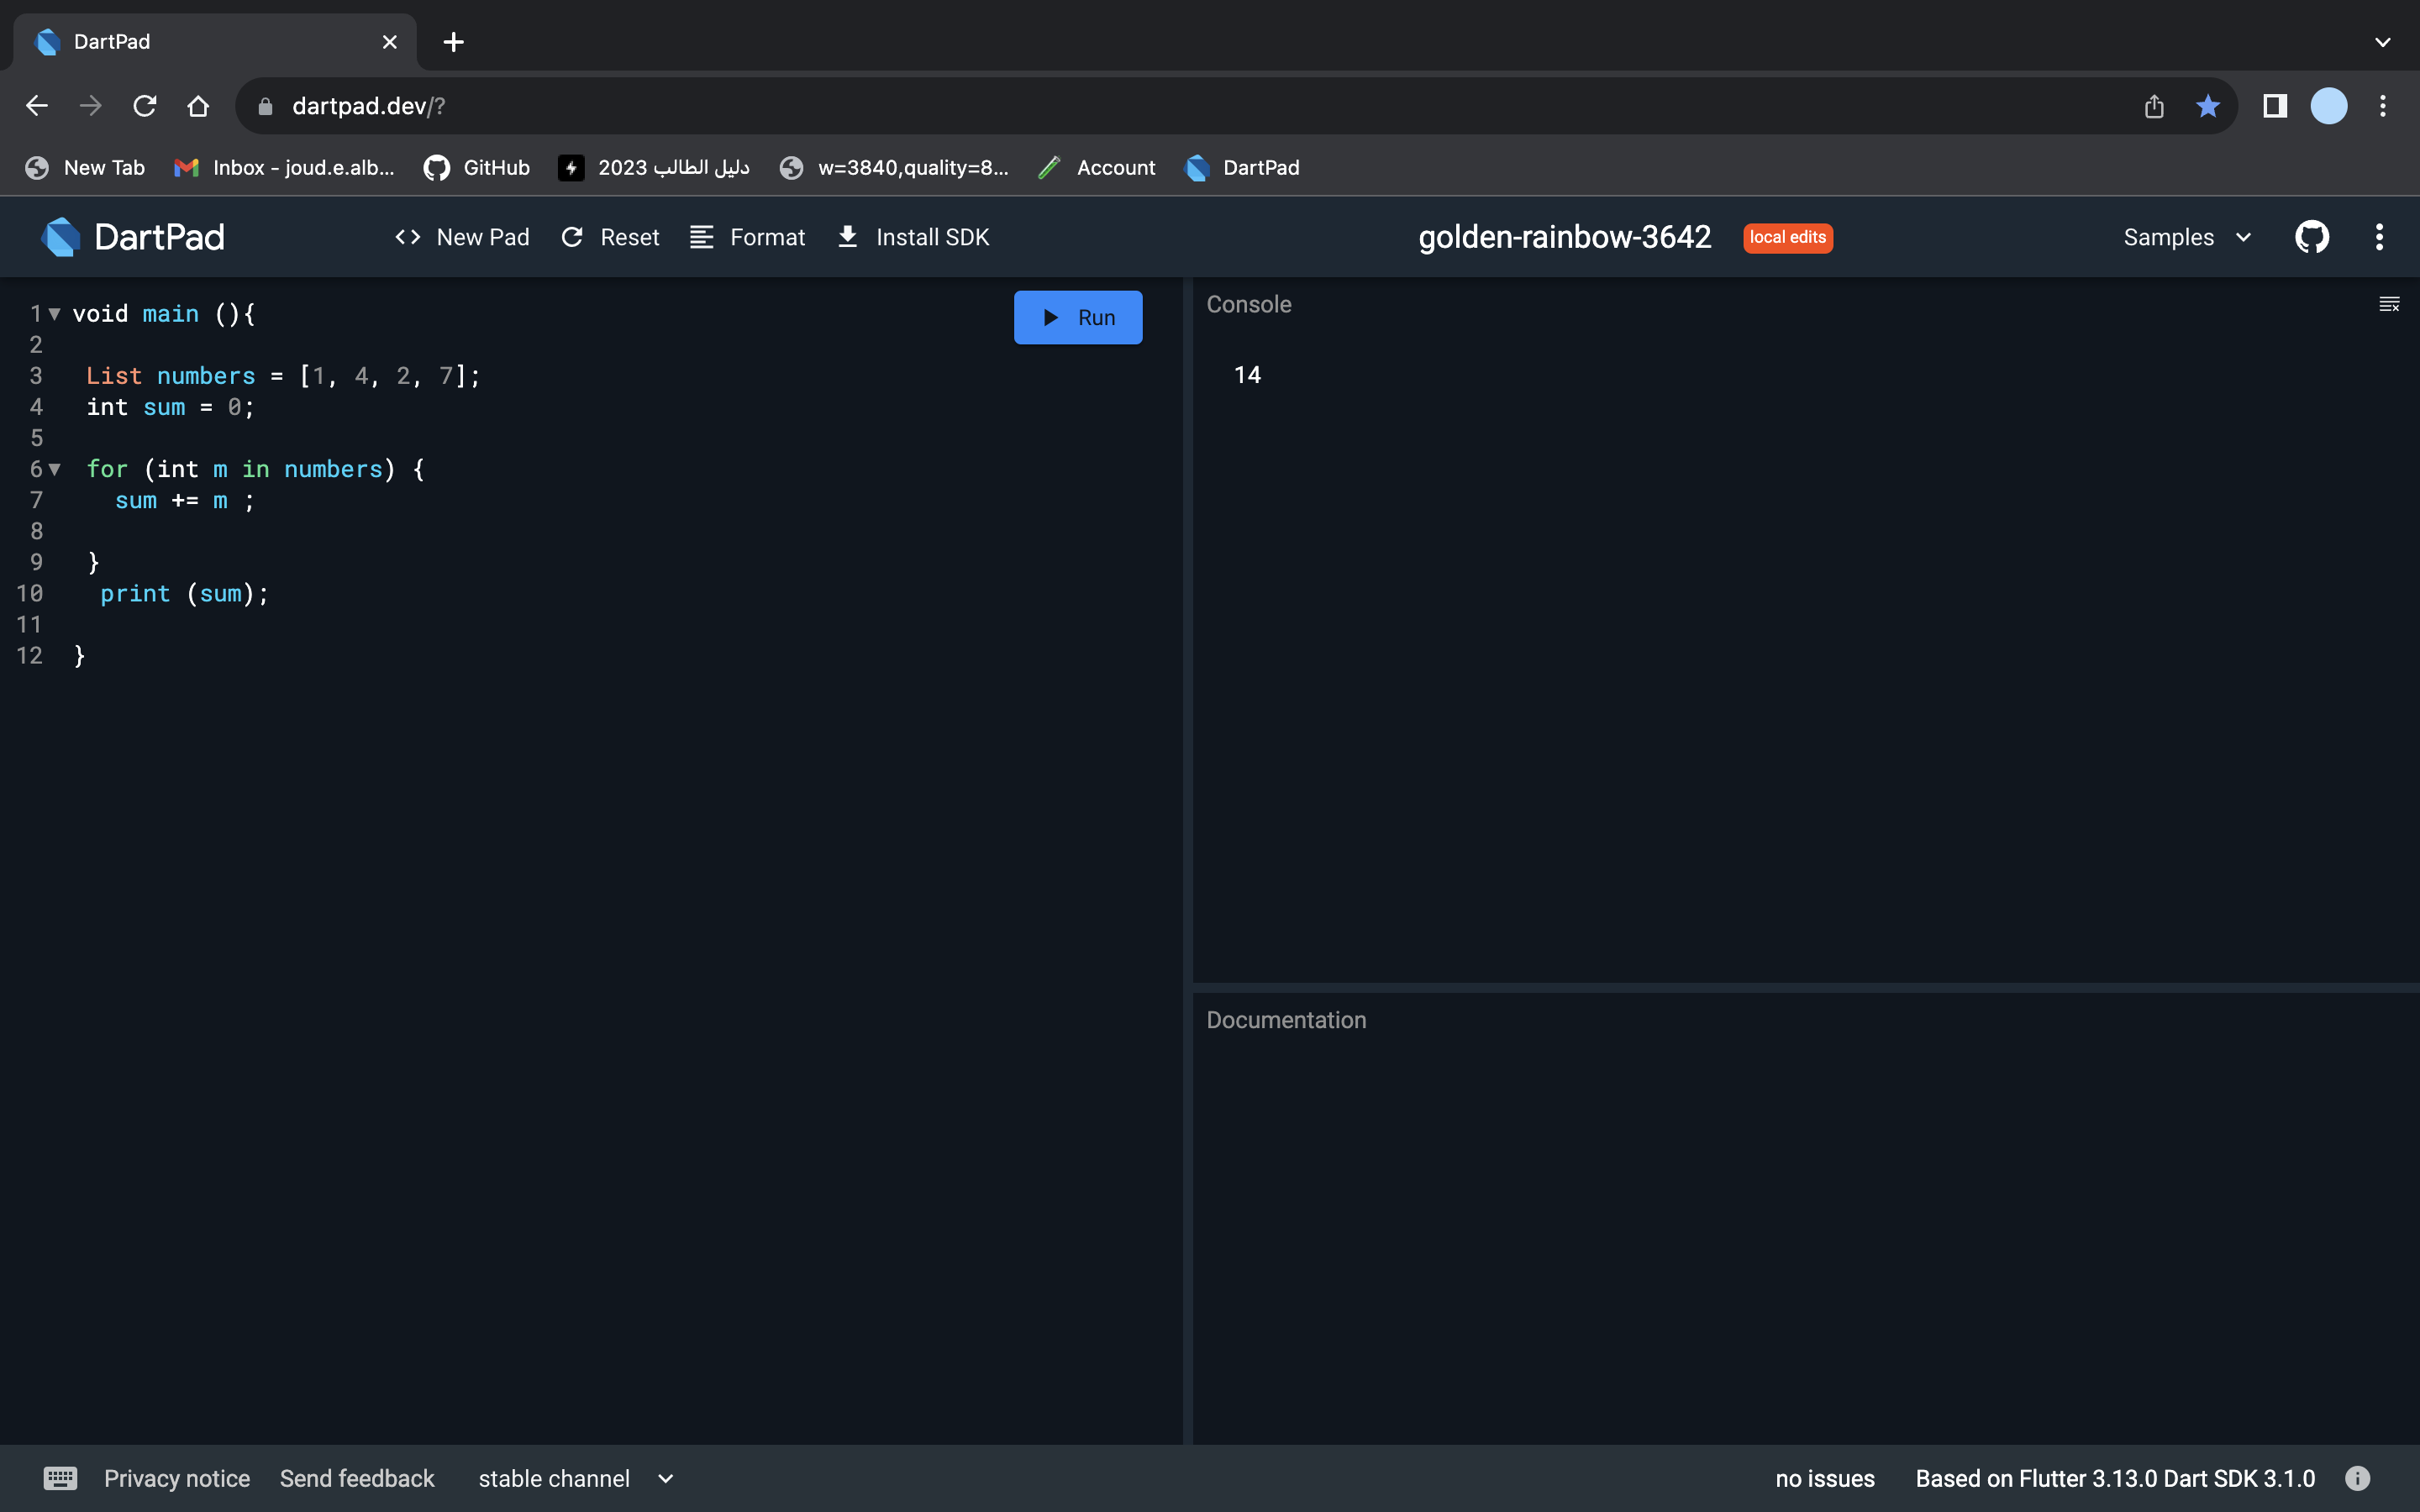 DartPad
dartpad.dev/?
New Tab Inbox - joud.e.alb... GitHub دليل الطالب 2023 w=3840,quality=8... Account DartPad
DartPad <> New Pad Reset Format Install SDK golden-rainbow-3642 local edits Samples
1 void main (){
2
3 List numbers = [1, 4, 2, 7];
4 int sum = 0;
5
6 for (int m in numbers) {
7 sum += m ;
8
9 }
10 print (sum);
11
12 }
Run
Console
14
Documentation
Privacy notice Send feedback stable channel no issues Based on Flutter 3.13.0 Dart SDK 3.1.0